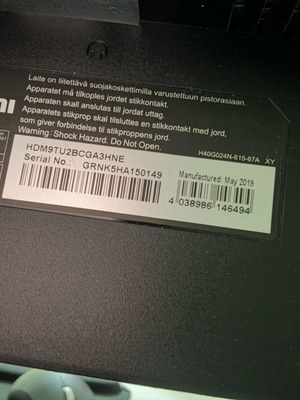 Laite on liitettävä suojakoskettimilla varustettuun pistorasiaan.
Apparatet må tilkoples jordet stikkontakt.
Apparaten skall anslutas till jordat uttag.
Apparatets stikprop skal tilsluttes en stikkontakt med jord,
som giver forbindelse til stikproppens jord.
Warning: Shock Hazard. Do Not Open.
H40G024N-615-67A XY
HDM9TU2BCGA3HNE
Serial No.: GRNK5HA150149
Manufactured: May 2019
4 038986 146494